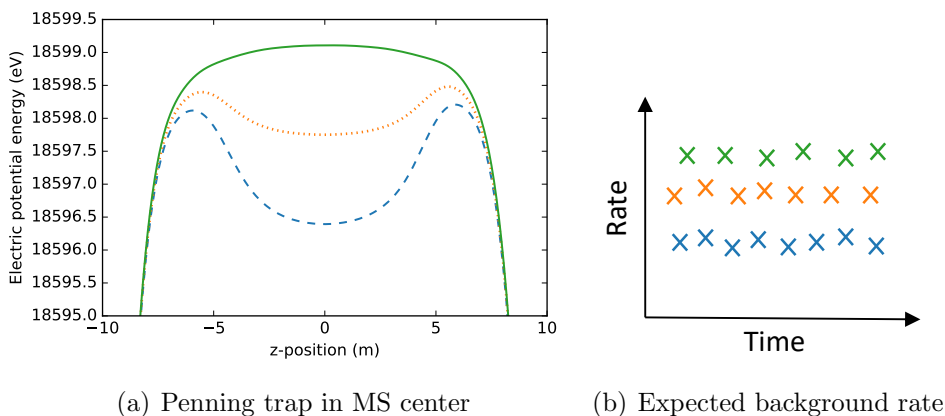 18599.5
18599.0
18598.5
18598.0
18597.5
18597.0
18596.5
18596.0
18595.5
18595.0
Electric potential energy (eV)
−10 −5 0 5 10
z-position (m)
Rate
Time
(a) Penning trap in MS center
(b) Expected background rate